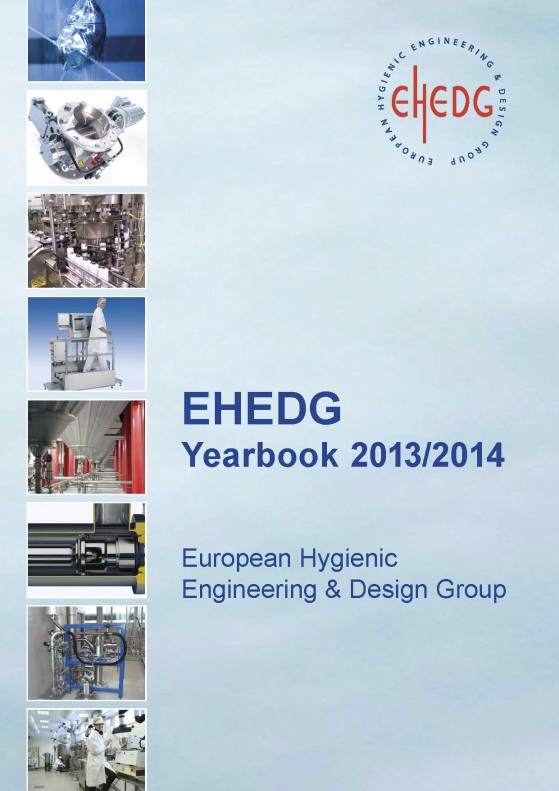 EUROPEAN HYGIENIC ENGINEERING & DESIGN GROUP
EHEDG
EHEDG
Yearbook 2013/2014
European Hygienic
Engineering & Design Group